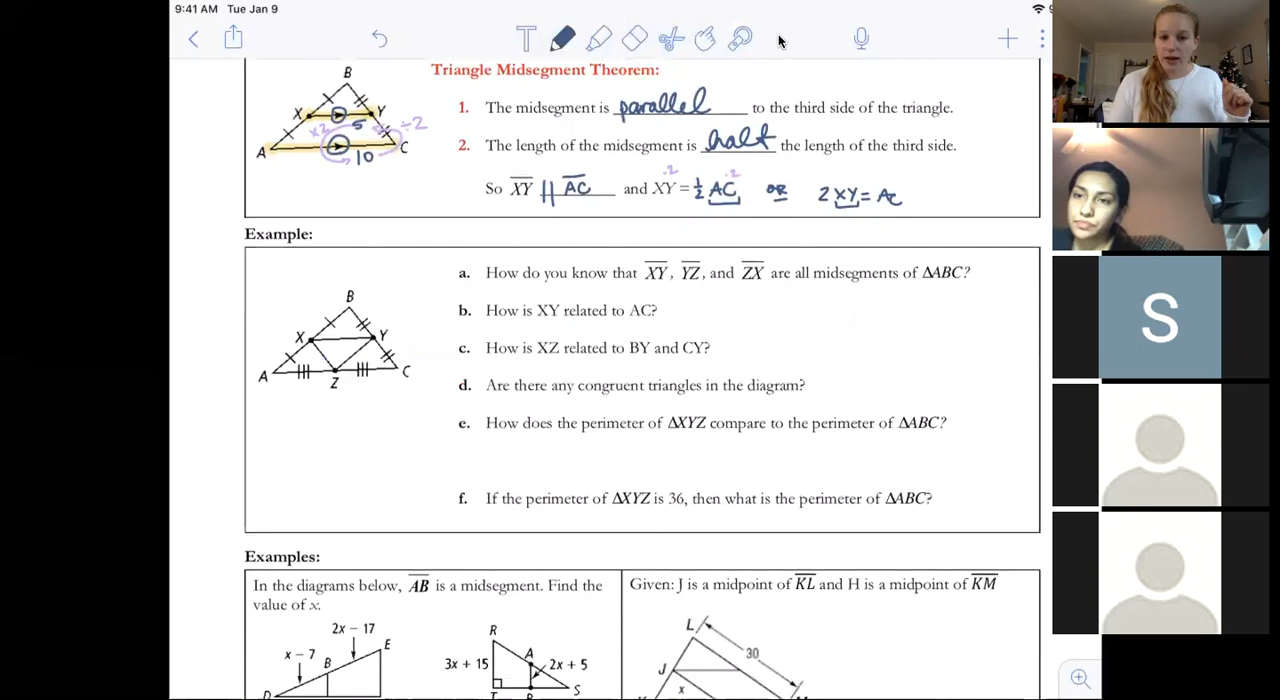 9:41 AM Tue Jan 9
Triangle Midsegment Theorem:
B
X
Y
5
x2
÷2
A
10
C
1. The midsegment is parallel to the third side of the triangle.
2. The length of the midsegment is half the length of the third side.
·2 ·2
So XY || AC and XY = ½ AC OR 2XY = AC
Example:
B
X
Y
A
Z
C
a. How do you know that XY, YZ, and ZX are all midsegments of ΔABC?
b. How is XY related to AC?
c. How is XZ related to BY and CY?
d. Are there any congruent triangles in the diagram?
e. How does the perimeter of ΔXYZ compare to the perimeter of ΔABC?
f. If the perimeter of ΔXYZ is 36, then what is the perimeter of ΔABC?
Examples:
In the diagrams below, AB is a midsegment. Find the
value of x.
2x − 17
E
x − 7
B
R
3x + 15
A
2x + 5
S
Given: J is a midpoint of KL and H is a midpoint of KM
L
30
J
x
S